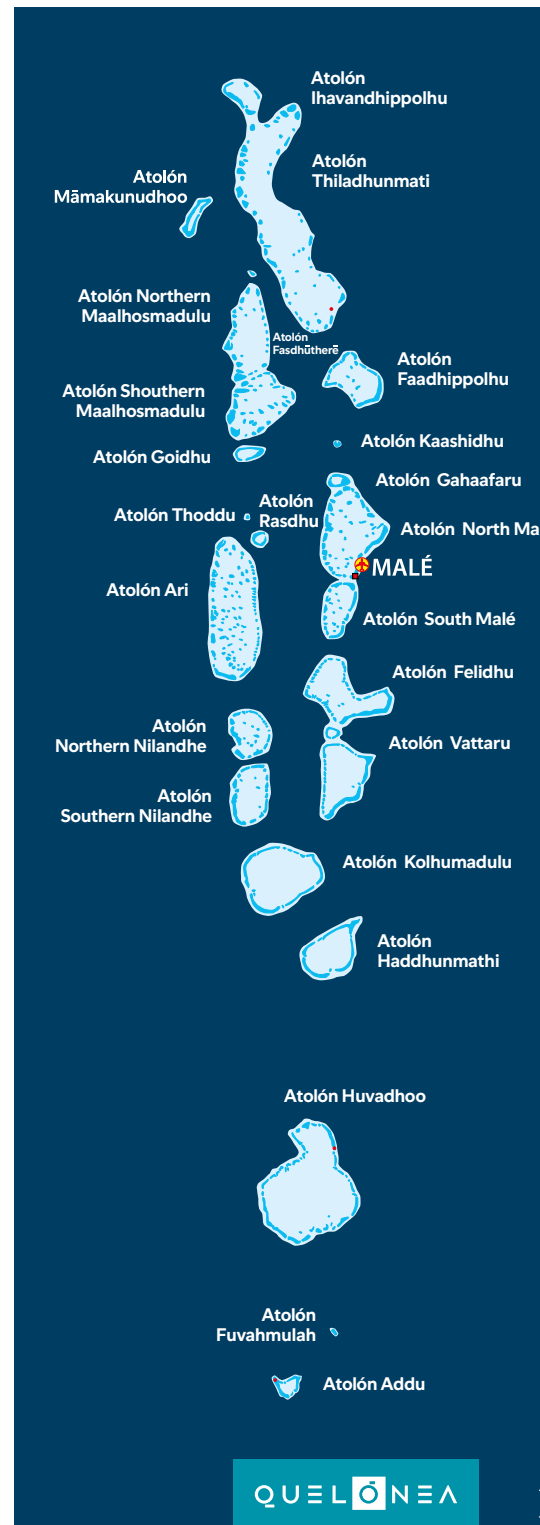 Atolón
Ihavandhippolhu
Atolón
Thiladhunmati
Atolón
Māmakunudhoo
Atolón Northern
Maalhosmadulu
Atolón
Fasdhūtherē
Atolón
Faadhippolhu
Atolón Shouthern
Maalhosmadulu
Atolón Kaashidhu
Atolón Goidhu
Atolón Gahaafaru
Atolón Thoddu
Atolón
Rasdhu
Atolón North Ma
MALÉ
Atolón Ari
Atolón South Malé
Atolón Felidhu
Atolón
Northern Nilandhe
Atolón Vattaru
Atolón
Southern Nilandhe
Atolón Kolhumadulu
Atolón
Haddhunmathi
Atolón Huvadhoo
Atolón
Fuvahmulah
Atolón Addu
QUELÓNEA